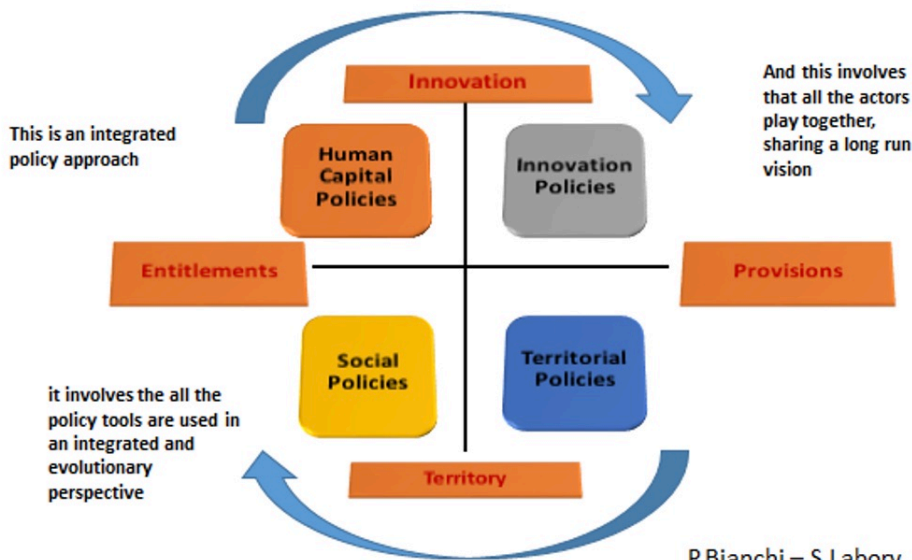 Innovation
This is an integrated
policy approach
Human
Capital
Policies
Innovation
Policies
And this involves
that all the actors
play together,
sharing a long run
vision
Entitlements
Provisions
Social
Policies
Territorial
Policies
it involves the all the
policy tools are used in
an integrated and
evolutionary
perspective
Territory
P.Bianchi – S.Labory